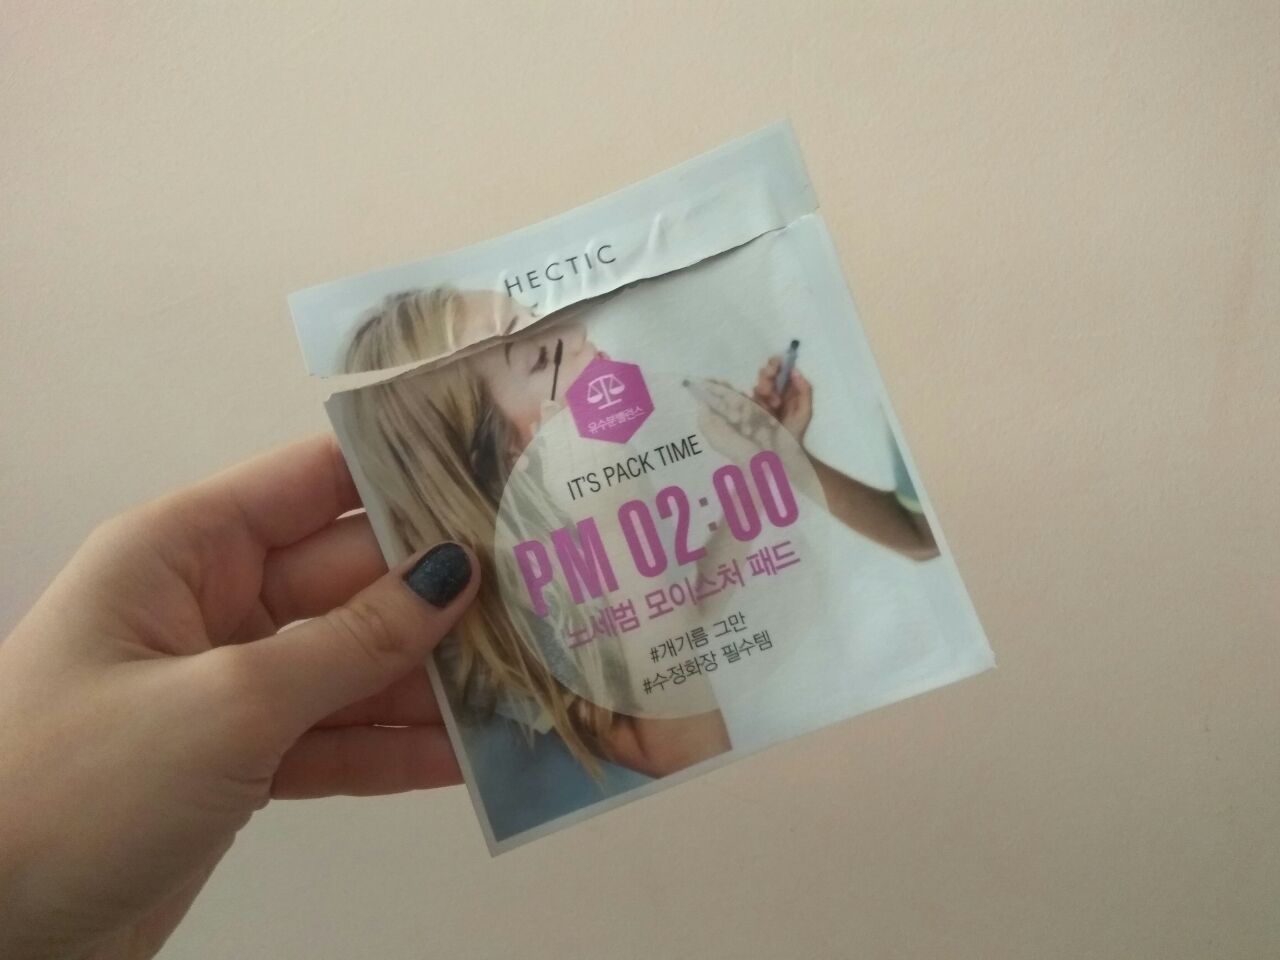 HECTIC
유수분밸런스
IT'S PACK TIME
PM 02:00
노세범 모이스처 패드
#개기름 그만
#수정화장 필수템